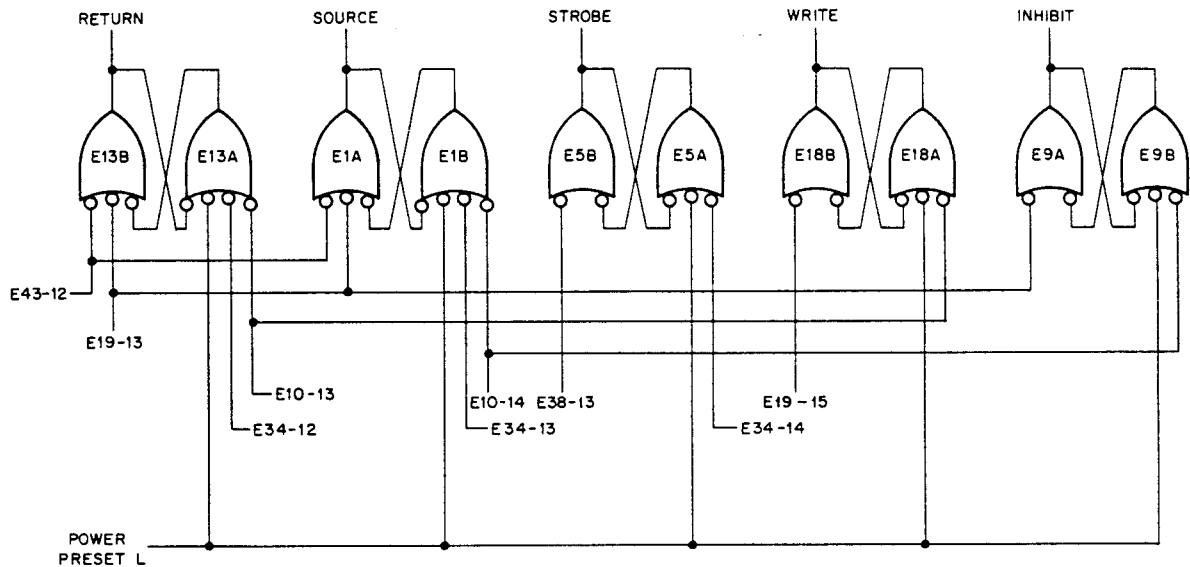 RETURN
SOURCE
STROBE
WRITE
INHIBIT
E13B
E13A
E1A
E1B
E5B
E5A
E18B
E18A
E9A
E9B
E43-12
E19-13
E10-13
E10-14
E38-13
E19-15
E34-12
E34-13
E34-14
POWER
PRESET L